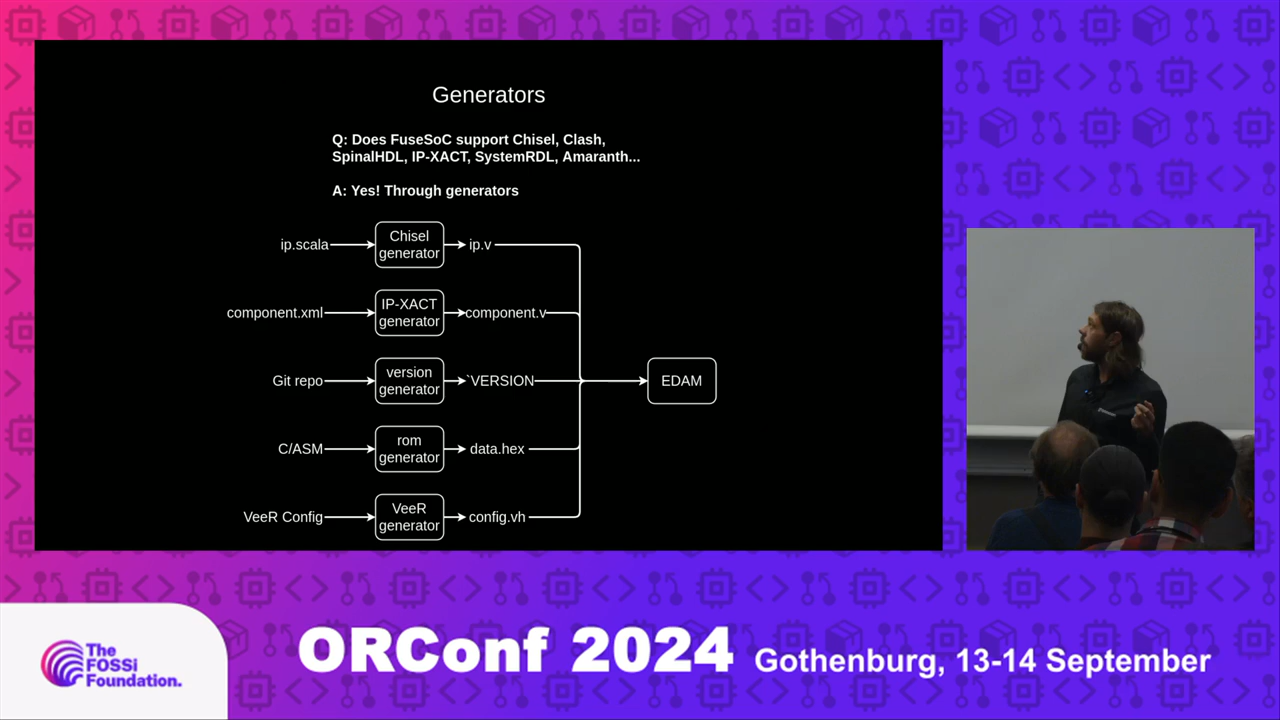 Generators
Q: Does FuseSoC support Chisel, Clash,
SpinalHDL, IP-XACT, SystemRDL, Amaranth...
A: Yes! Through generators
ip.scala
Chisel
generator
ip.v
component.xml
IP-XACT
generator
component.v
Git repo
version
generator
`VERSION
EDAM
C/ASM
rom
generator
data.hex
VeeR Config
VeeR
generator
config.vh
The
FOSSi
Foundation.
ORConf 2024 Gothenburg, 13-14 September